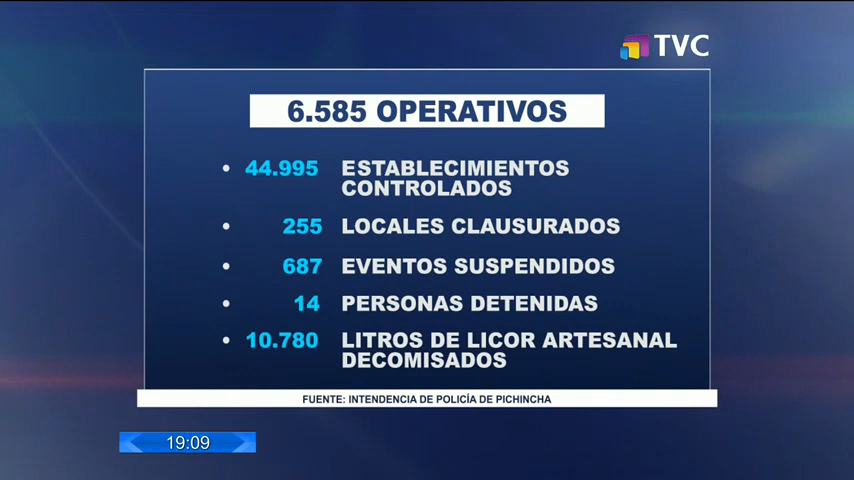 TVC
6.585 OPERATIVOS
• 44.995 ESTABLECIMIENTOS
CONTROLADOS
• 255 LOCALES CLAUSURADOS
• 687 EVENTOS SUSPENDIDOS
• 14 PERSONAS DETENIDAS
• 10.780 LITROS DE LICOR ARTESANAL
DECOMISADOS
FUENTE: INTENDENCIA DE POLICÍA DE PICHINCHA
19:09